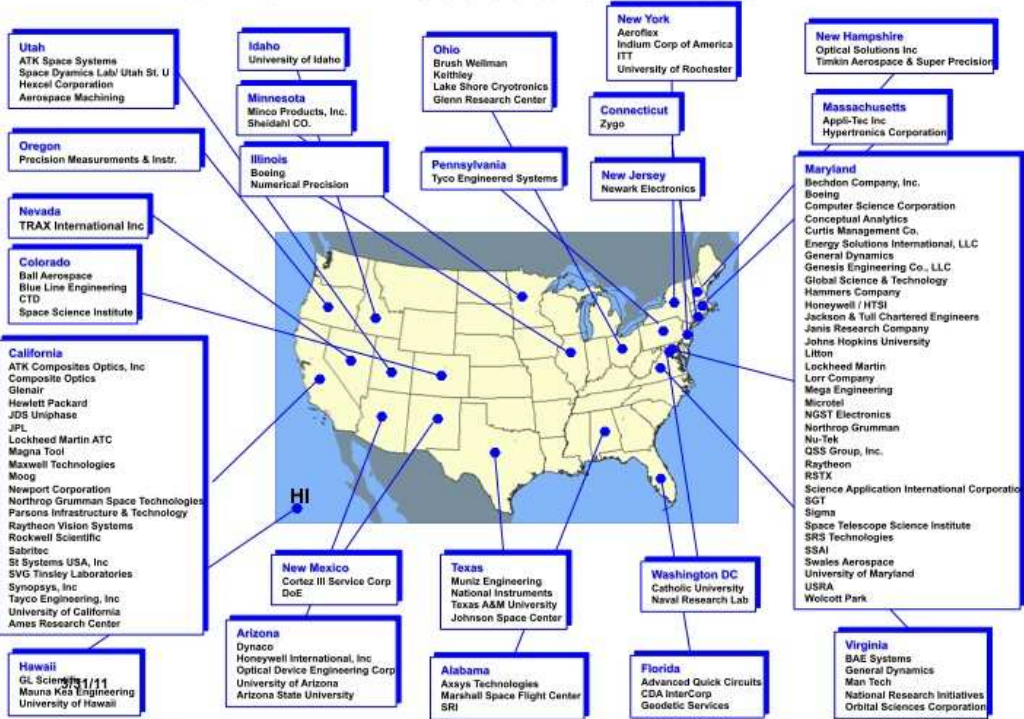 Utah
ATK Space Systems
Space Dyamics Lab/ Utah St. U
Hexcel Corporation
Aerospace Machining
Idaho
University of Idaho
Ohio
Brush Wellman
Keithley
Lake Shore Cryotronics
Glenn Research Center
New York
Aeroflex
Indium Corp of America
ITT
University of Rochester
New Hampshire
Optical Solutions Inc
Timkin Aerospace & Super Precision
Minnesota
Minco Products, Inc.
Sheldahl CO.
Connecticut
Zygo
Massachusetts
Appli-Tec Inc
Hypertronics Corporation
Oregon
Precision Measurements & Instr.
Illinois
Boeing
Numerical Precision
Pennsylvania
Tyco Engineered Systems
New Jersey
Newark Electronics
Maryland
Bechdon Company, Inc.
Boeing
Computer Science Corporation
Conceptual Analytics
Curtis Management Co.
Energy Solutions International, LLC
General Dynamics
Genesis Engineering Co., LLC
Global Science & Technology
Hammers Company
Honeywell / HTSI
Jackson & Tull Chartered Engineers
Janis Research Company
Johns Hopkins University
Litton
Lockheed Martin
Lorr Company
Mega Engineering
Microtel
NGST Electronics
Northrop Grumman
Nu-Tek
QSS Group, Inc.
Raytheon
RSTX
Science Application International Corporatio
SGT
Sigma
Space Telescope Science Institute
SRS Technologies
SSAI
Swales Aerospace
University of Maryland
USRA
Wolcott Park
Nevada
TRAX International Inc
Colorado
Ball Aerospace
Blue Line Engineering
CTD
Space Science Institute
California
ATK Composites Optics, Inc
Composite Optics
Glenair
Hewlett Packard
JDS Uniphase
JPL
Lockheed Martin ATC
Magna Tool
Maxwell Technologies
Moog
Newport Corporation
Northrop Grumman Space Technologies
Parsons Infrastructure & Technology
Raytheon Vision Systems
Rockwell Scientific
Sabritec
St Systems USA, Inc
SVG Tinsley Laboratories
Synopsys, Inc
Tayco Engineering, Inc
University of California
Ames Research Center
HI
New Mexico
Cortez III Service Corp
DoE
Texas
Muniz Engineering
National Instruments
Texas A&M University
Johnson Space Center
Washington DC
Catholic University
Naval Research Lab
Arizona
Dynaco
Honeywell International, Inc
Optical Device Engineering Corp
University of Arizona
Arizona State University
Hawaii
GL
3/31/11
Mauna Kea Engineering
University of Hawaii
Alabama
Axsys Technologies
Marshall Space Flight Center
SRI
Florida
Advanced Quick Circuits
CDA InterCorp
Geodetic Services
Virginia
BAE Systems
General Dynamics
Man Tech
National Research Initiatives
Orbital Sciences Corporation